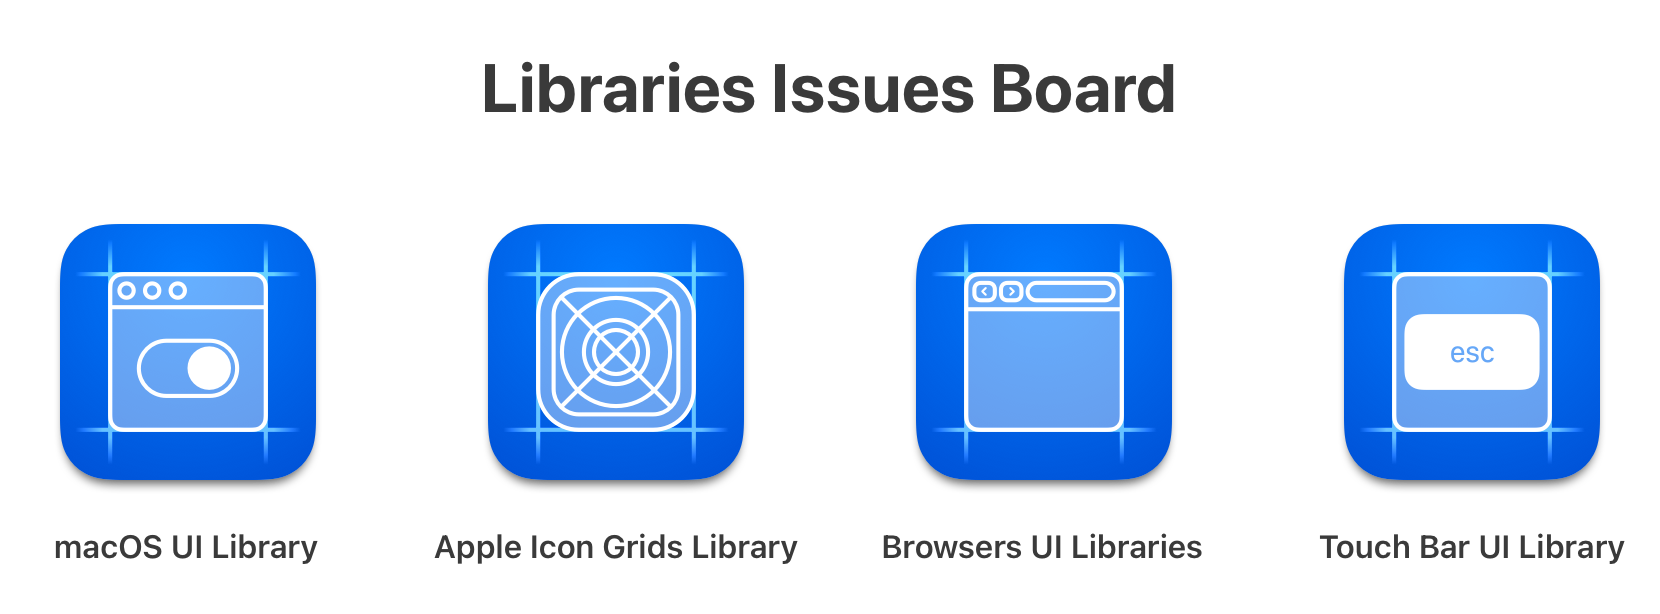 Libraries Issues Board
esc
macOS UI Library
Apple Icon Grids Library
Browsers UI Libraries
Touch Bar UI Library